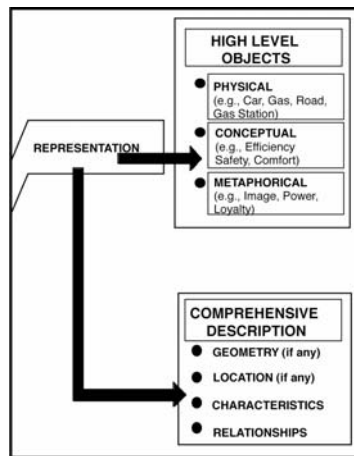 HIGH LEVEL
OBJECTS
PHYSICAL
(e.g., Car, Gas, Road,
Gas Station)
CONCEPTUAL
(e.g., Efficiency
Safety, Comfort)
METAPHORICAL
(e.g., Image, Power,
Loyalty)
REPRESENTATION
COMPREHENSIVE
DESCRIPTION
GEOMETRY (if any)
LOCATION (if any)
CHARACTERISTICS
RELATIONSHIPS